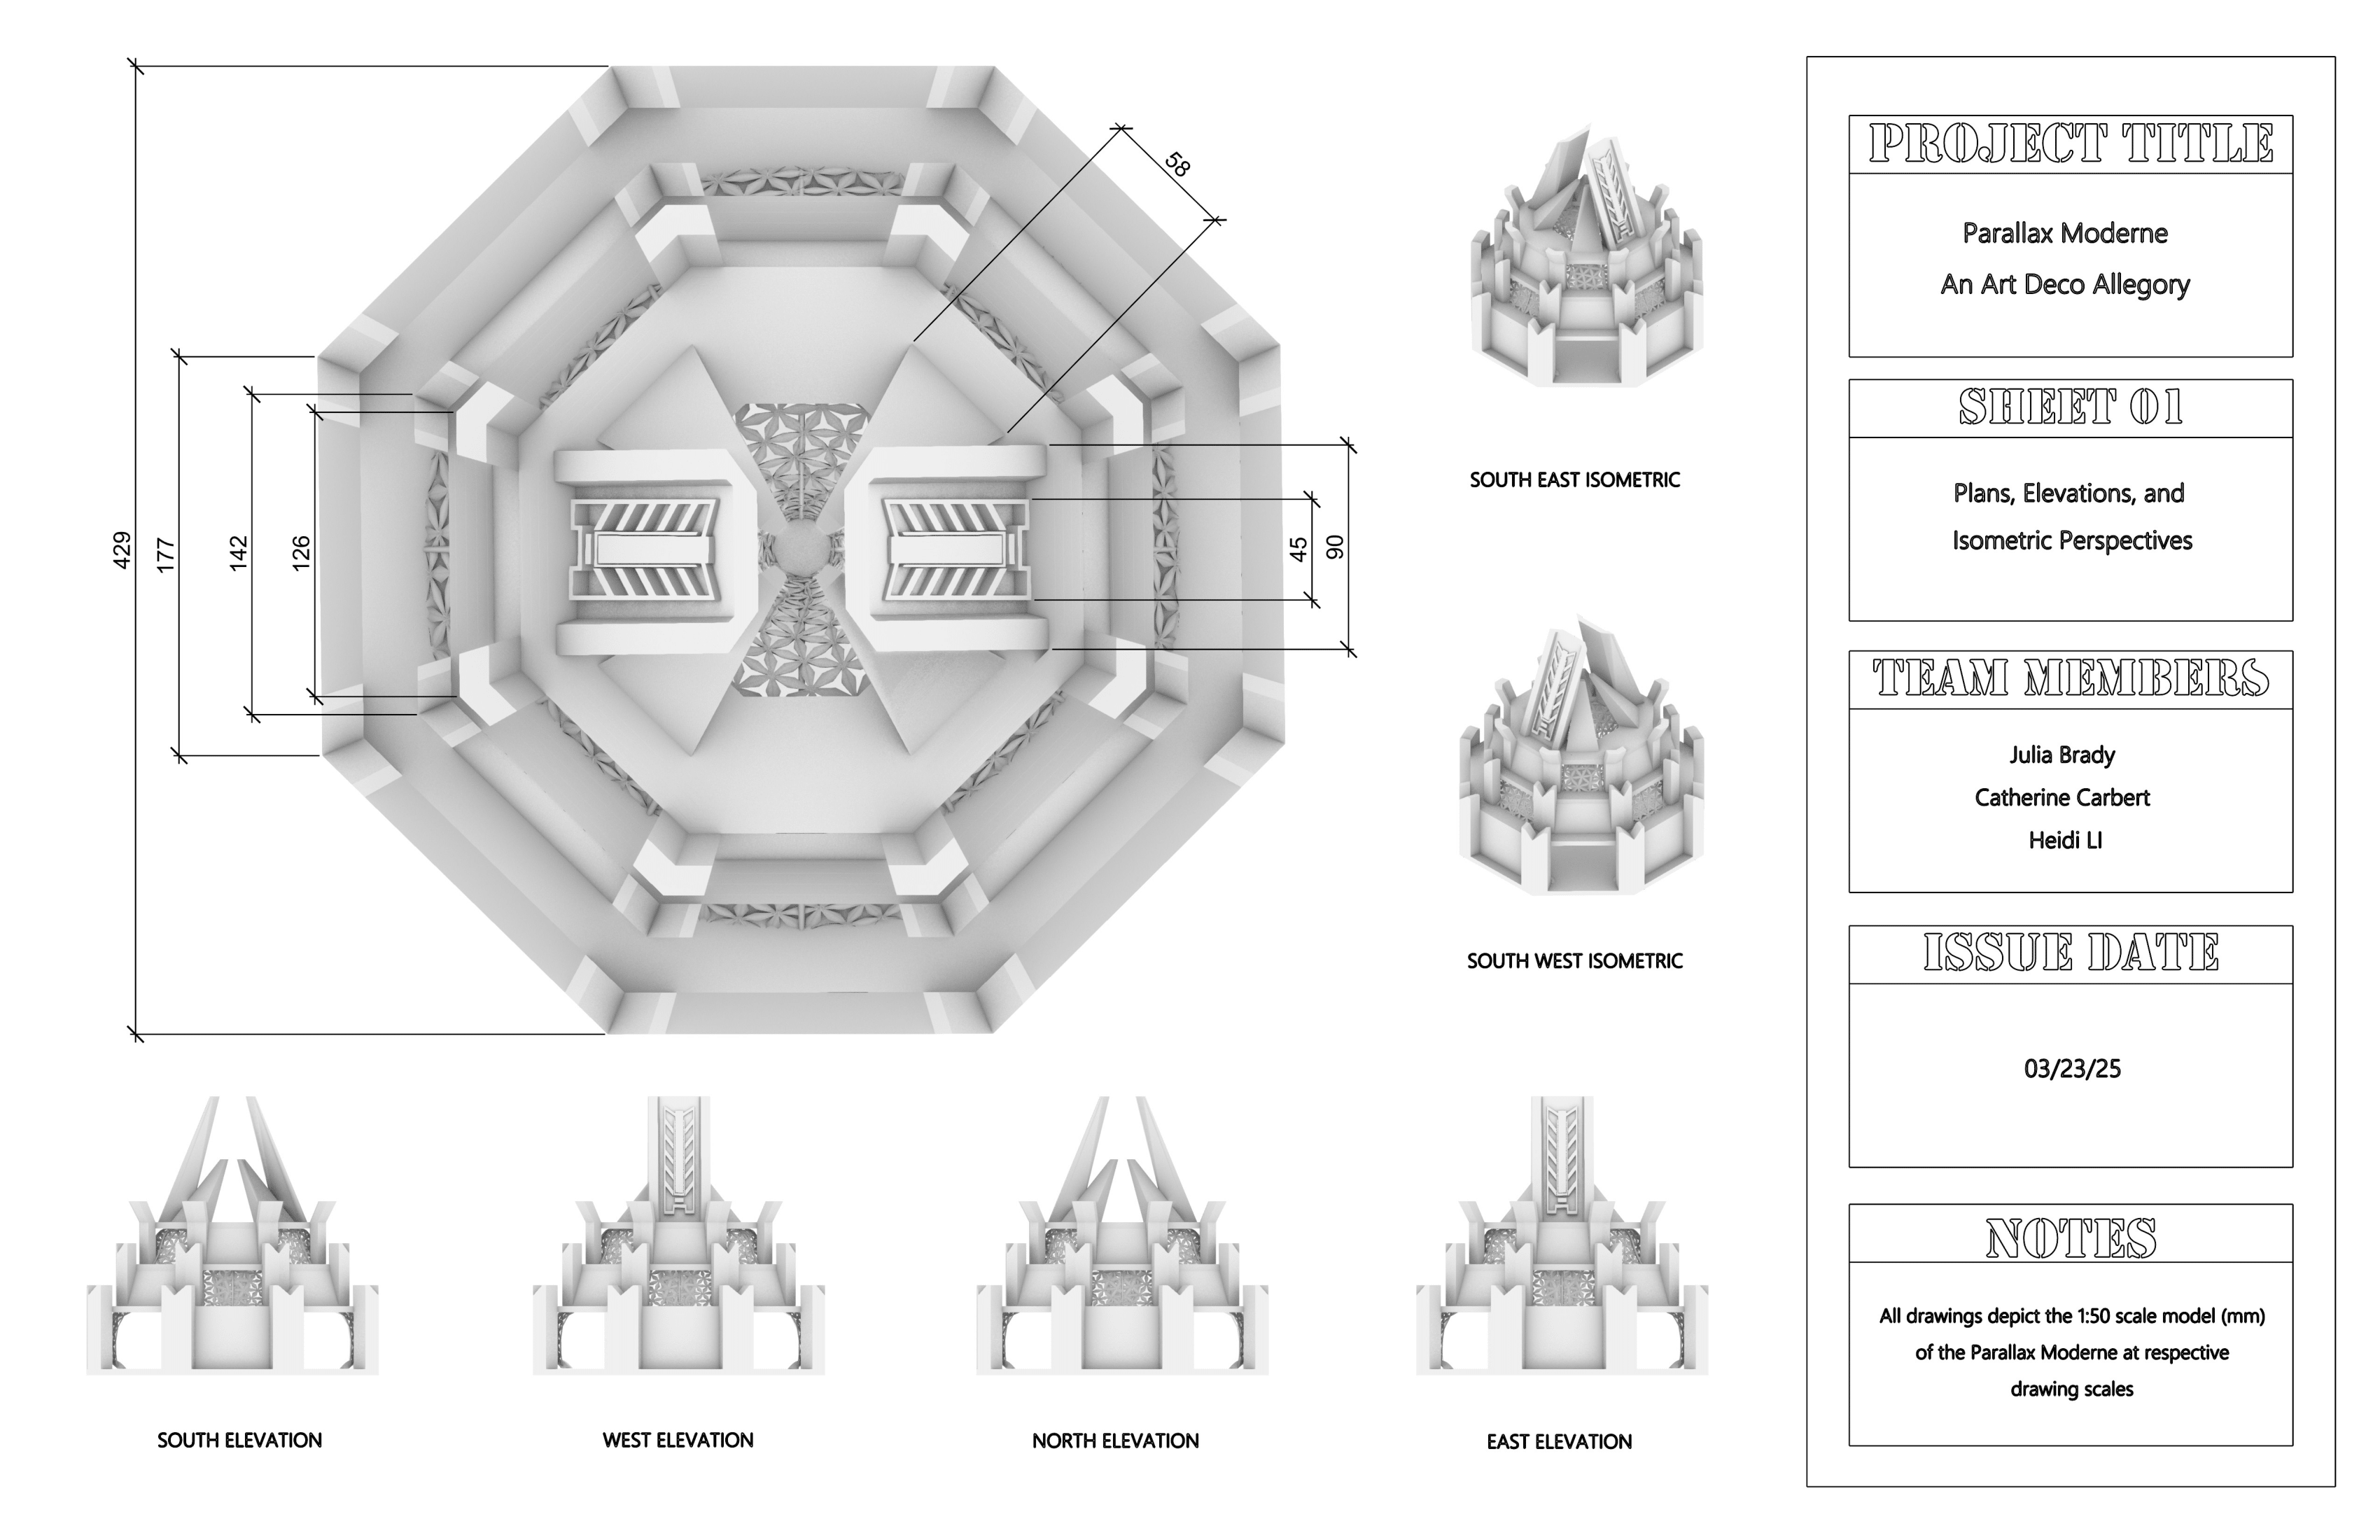 429
177
142
126
58
45
90
SOUTH EAST ISOMETRIC
SOUTH WEST ISOMETRIC
SOUTH ELEVATION
WEST ELEVATION
NORTH ELEVATION
EAST ELEVATION
PROJECT TITLE
Parallax Moderne
An Art Deco Allegory
SHEET 01
Plans, Elevations, and
Isometric Perspectives
TEAM MEMBERS
Julia Brady
Catherine Carbert
Heidi LI
ISSUE DATE
03/23/25
NOTES
All drawings depict the 1:50 scale model (mm)
of the Parallax Moderne at respective
drawing scales